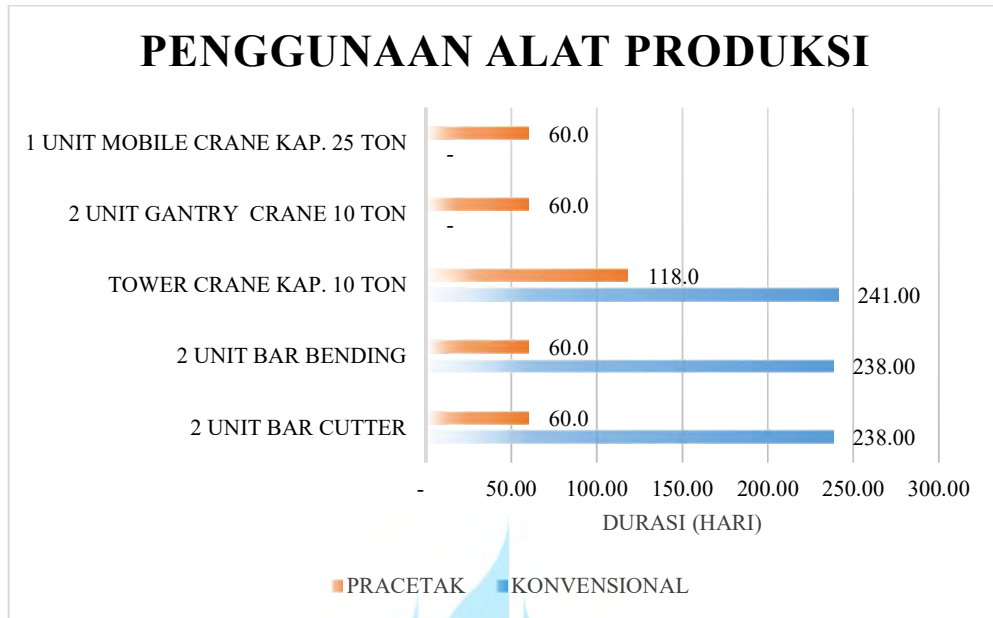 PENGGUNAAN ALAT PRODUKSI
1 UNIT MOBILE CRANE KAP. 25 TON
60.0
-
2 UNIT GANTRY CRANE 10 TON
60.0
-
TOWER CRANE KAP. 10 TON
118.0
241.00
2 UNIT BAR BENDING
60.0
238.00
2 UNIT BAR CUTTER
60.0
238.00
- 50.00 100.00 150.00 200.00 250.00 300.00
DURASI (HARI)
PRACETAK KONVENSIONAL